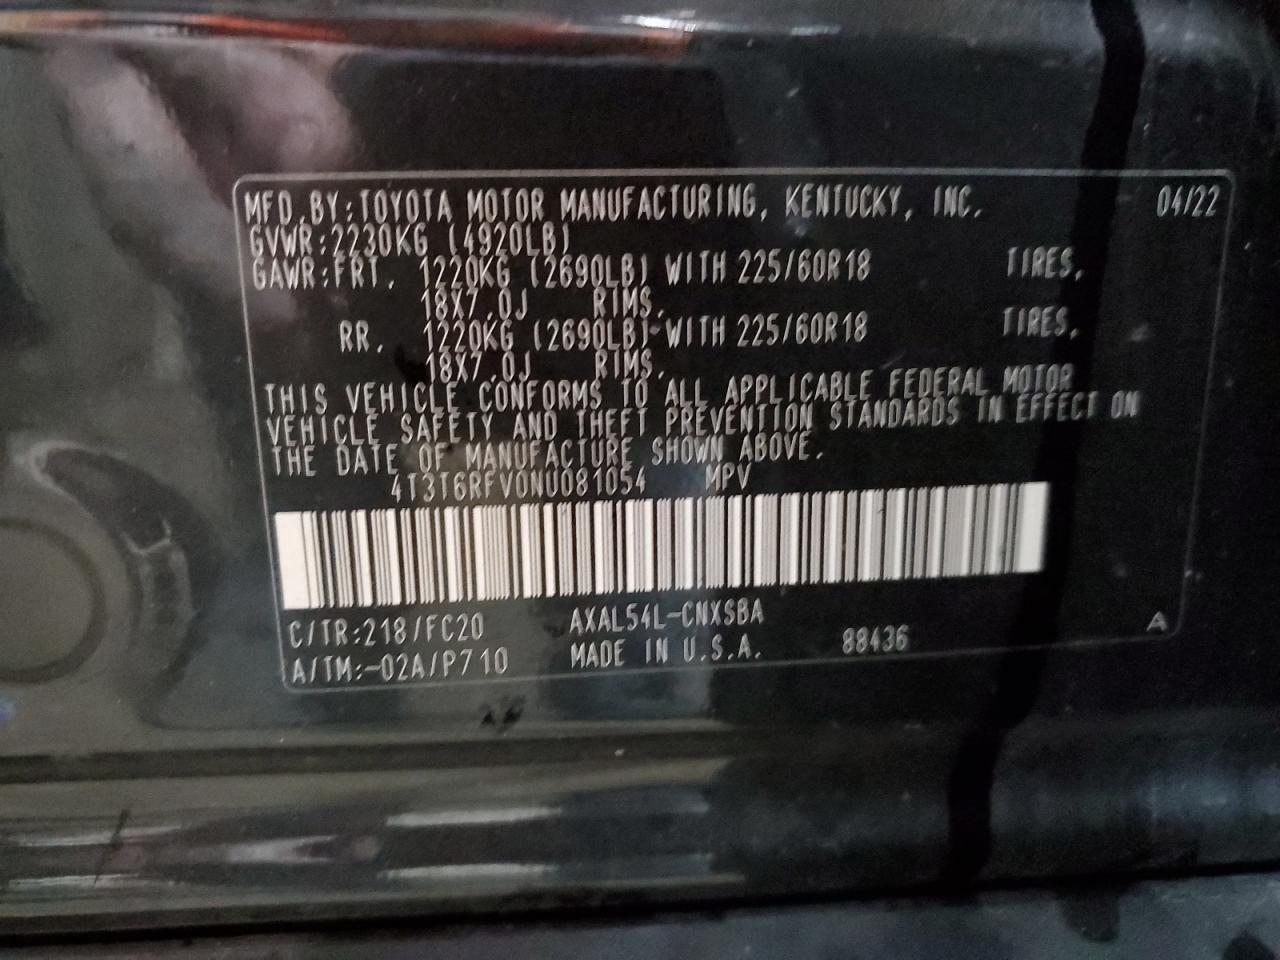 MFD.BY:TOYOTA MOTOR MANUFACTURING, KENTUCKY, INC. 04/22
GVWR:2230KG (4920LB)
GAWR:FRT. 1220KG (2690LB) WITH 225/60R18 TIRES,
18X7.0J RIMS.
RR. 1220KG (2690LB) WITH 225/60R18 TIRES,
18X7.0J RIMS.
THIS VEHICLE CONFORMS TO ALL APPLICABLE FEDERAL MOTOR
VEHICLE SAFETY AND THEFT PREVENTION STANDARDS IN EFFECT ON
THE DATE OF MANUFACTURE SHOWN ABOVE.
4T3T6RFV0NU081054 MPV
C/TR:218/FC20 AXAL54L-CNXSBA A
A/TM:-02A/P710 MADE IN U.S.A. 88436